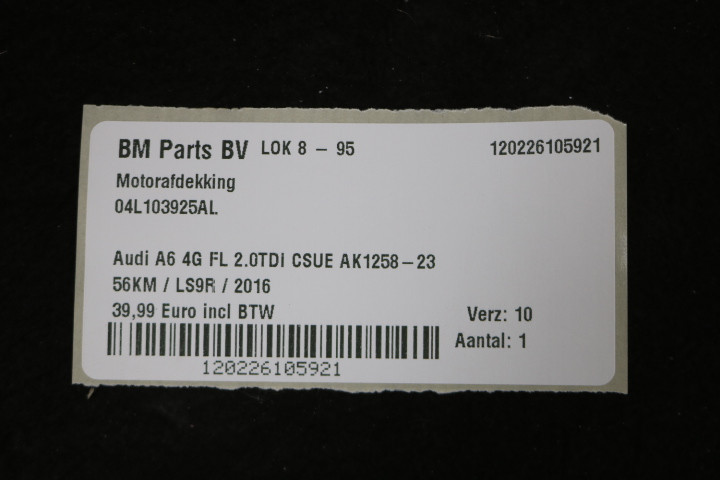 BM Parts BV LOK 8 - 95 120226105921
Motorafdekking
04L103925AL.
Audi A6 4G FL 2.0TDI CSUE AK1258-23
56KM / LS9R / 2016
39,99 Euro incl BTW Verz: 10
Aantal: 1
120226105921